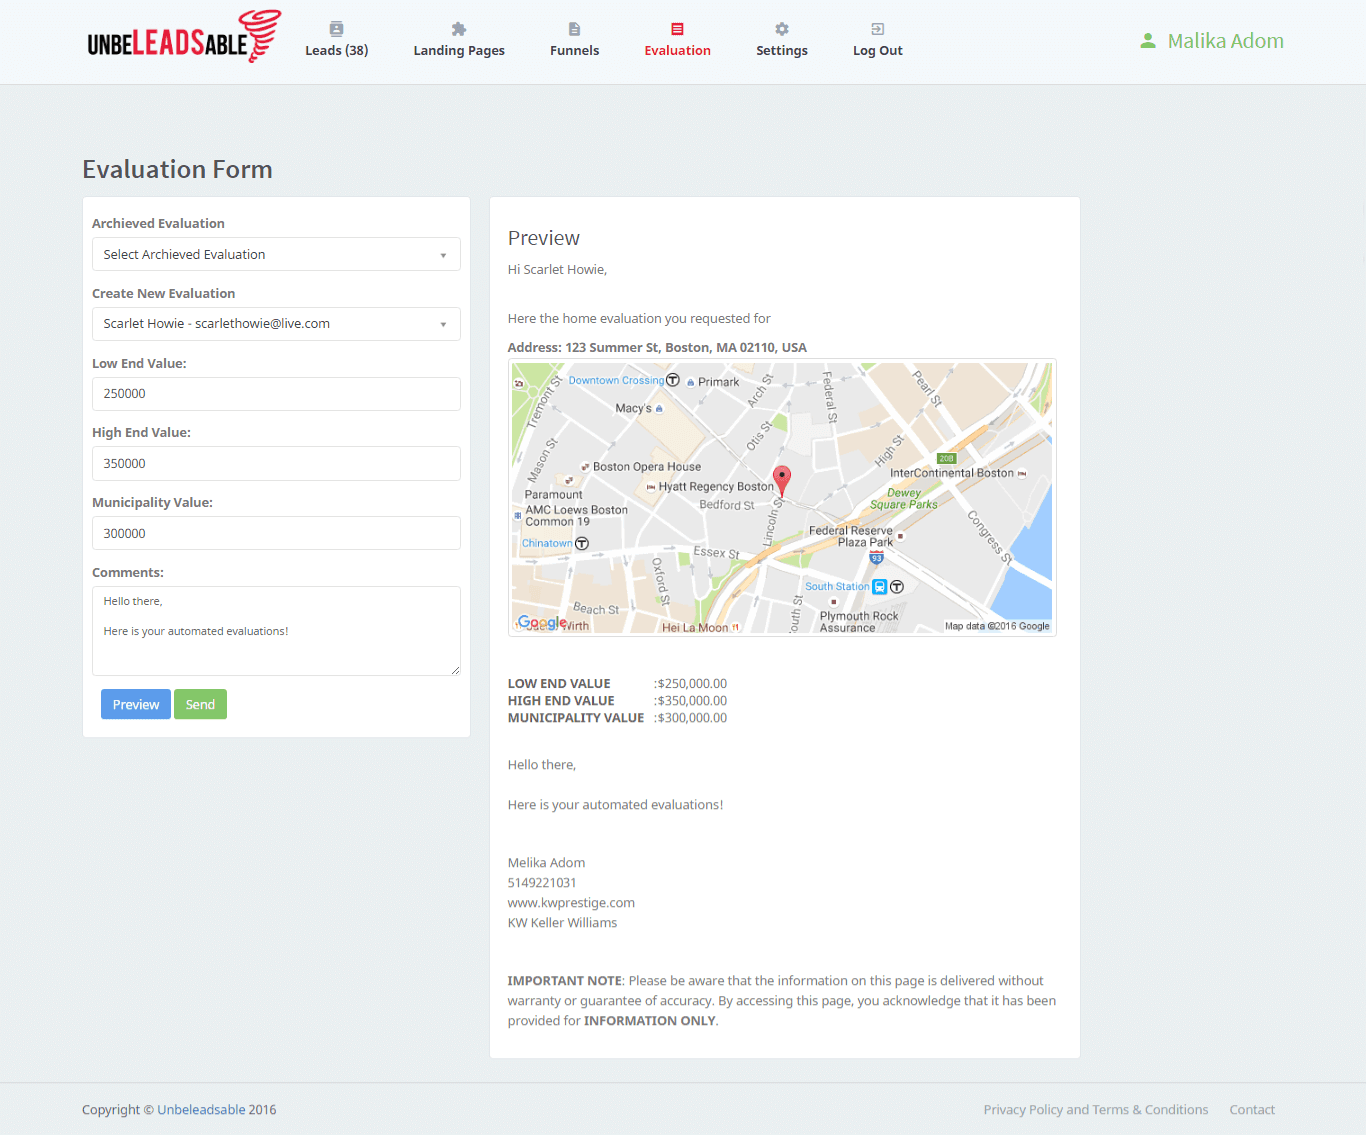 UNBELEADSABLE
Leads (38)
Landing Pages
Funnels
Evaluation
Settings
Log Out
Malika Adom
Evaluation Form
Archieved Evaluation
Select Archieved Evaluation
Create New Evaluation
Scarlet Howie - scarlethowie@live.com
Low End Value:
250000
High End Value:
350000
Municipality Value:
300000
Comments:
Hello there,
Here is your automated evaluations!
Preview
Send
Preview
Hi Scarlet Howie,
Here the home evaluation you requested for
Address: 123 Summer St, Boston, MA 02110, USA
Tremont St
Downtown Crossing
T
Primark
Arch St
Federal St
Pearl St
Macy's
Otis St
Mason St
High St
20B
Boston Opera House
InterContinental Boston
Hyatt Regency Boston
Paramount
Bedford St
Dewey
Square Parks
AMC Loews Boston
Common 19
Lincoln St
Congress St
Federal Reserve
Plaza Park
Chinatown
T
Essex St
93
Oxford St
South Station
T
Beach St
South St
Plymouth Rock
Assurance
Google
Wirth
Hei La Moon
Map data ©2016 Google
LOW END VALUE :$250,000.00
HIGH END VALUE :$350,000.00
MUNICIPALITY VALUE :$300,000.00
Hello there,
Here is your automated evaluations!
Melika Adom
5149221031
www.kwprestige.com
KW Keller Williams
IMPORTANT NOTE: Please be aware that the information on this page is delivered without
warranty or guarantee of accuracy. By accessing this page, you acknowledge that it has been
provided for INFORMATION ONLY.
Copyright © Unbeleadsable 2016
Privacy Policy and Terms & Conditions
Contact